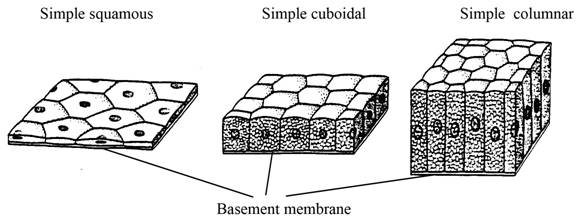 Simple squamous
Simple cuboidal
Simple columnar
Basement membrane